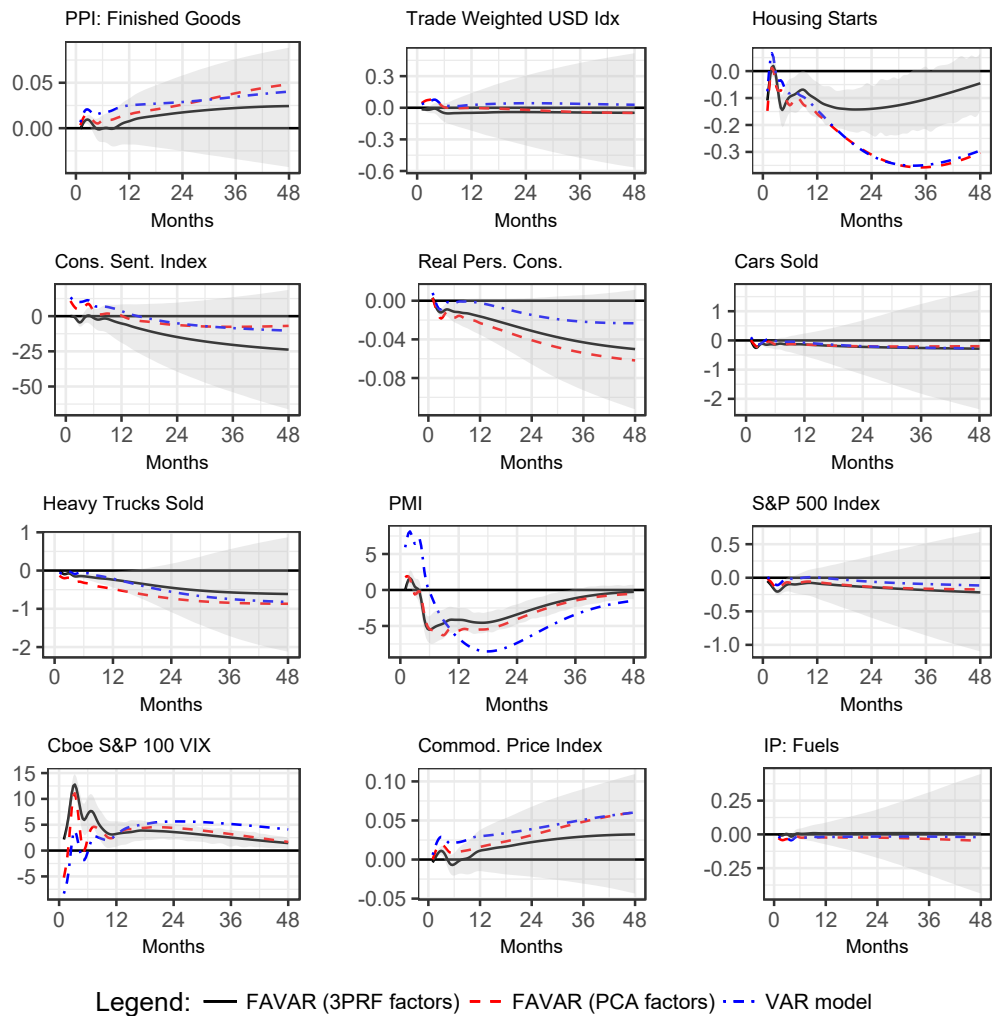 PPI: Finished Goods
0.05
0.00
0 12 24 36 48
Months
Trade Weighted USD Idx
0.3
0.0
-0.3
-0.6
0 12 24 36 48
Months
Housing Starts
0.0
-0.1
-0.2
-0.3
0 12 24 36 48
Months
Cons. Sent. Index
0
-25
-50
0 12 24 36 48
Months
Real Pers. Cons.
0.00
-0.04
-0.08
0 12 24 36 48
Months
Cars Sold
1
0
-1
-2
0 12 24 36 48
Months
Heavy Trucks Sold
1
0
-1
-2
0 12 24 36 48
Months
PMI
5
0
-5
0 12 24 36 48
Months
S&P 500 Index
0.5
0.0
-0.5
-1.0
0 12 24 36 48
Months
Cboe S&P 100 VIX
15
10
5
0
-5
0 12 24 36 48
Months
Commod. Price Index
0.10
0.05
0.00
-0.05
0 12 24 36 48
Months
IP: Fuels
0.25
0.00
-0.25
0 12 24 36 48
Months
Legend: FAVAR (3PRF factors) FAVAR (PCA factors) VAR model